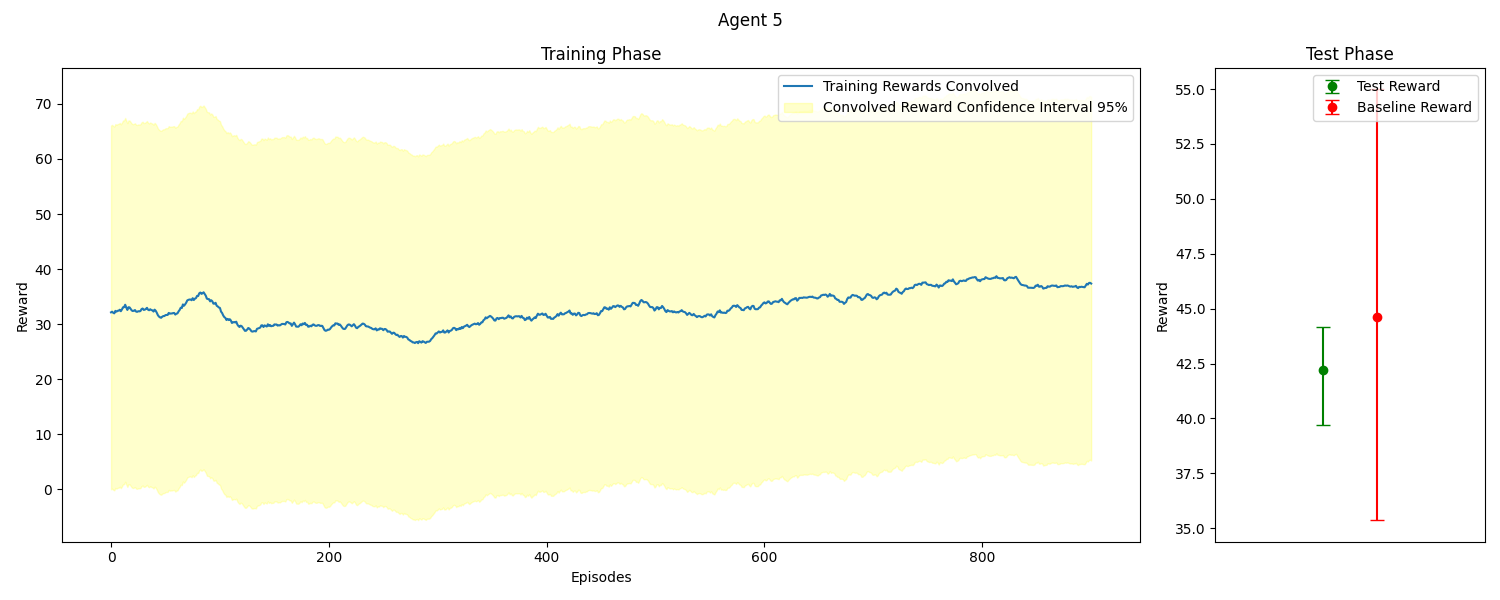 Agent 5
Training Phase
Training Rewards Convolved
Convolved Reward Confidence Interval 95%
70
60
50
40
30
20
10
0
Reward
0 200 400 600 800
Episodes
Test Phase
Test Reward
Baseline Reward
55.0
52.5
50.0
47.5
45.0
42.5
40.0
37.5
35.0
Reward